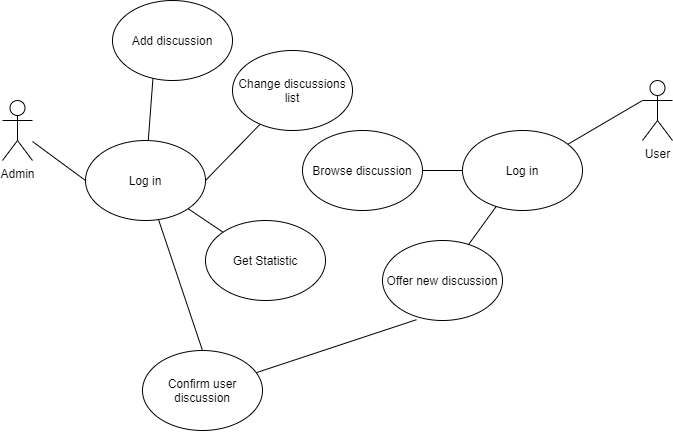 Add discussion
Change discussions
list
Admin
Log in
Browse discussion
Log in
User
Get Statistic
Offer new discussion
Confirm user
discussion